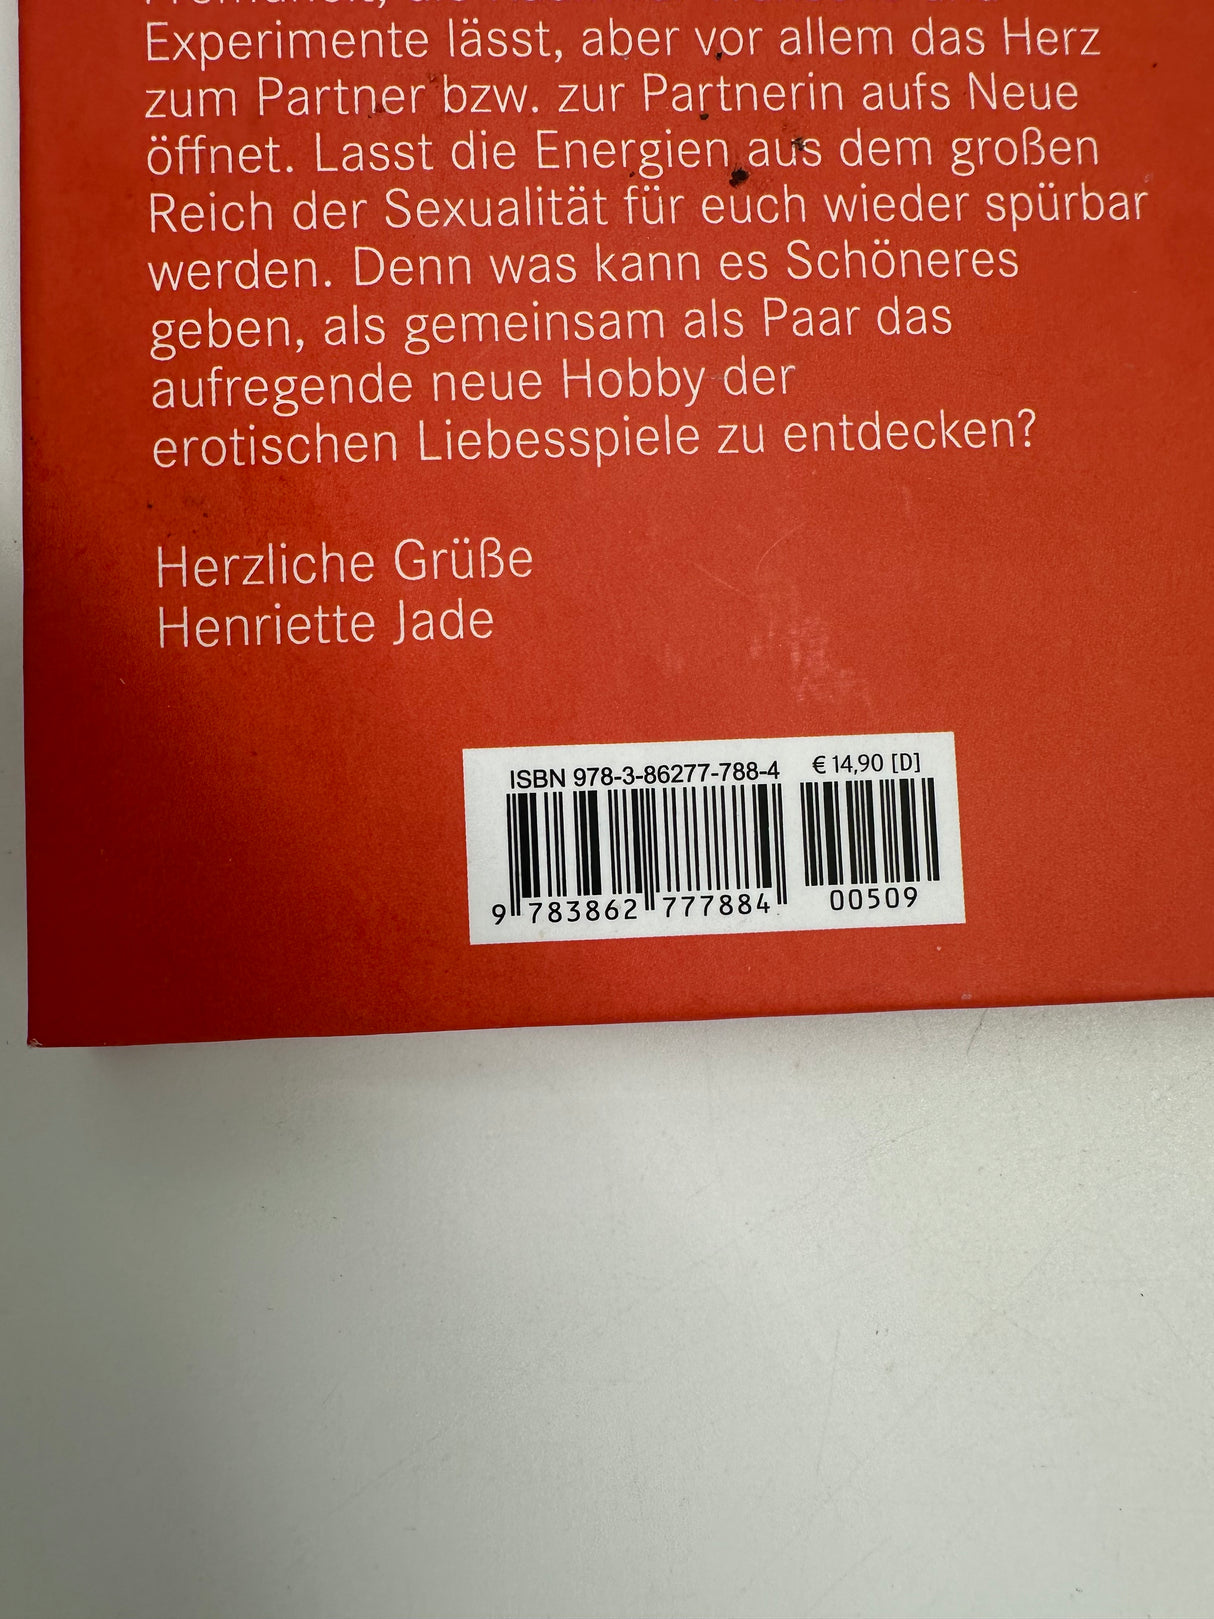 Experimente lässt, aber vor allem das Herz
zum Partner bzw. zur Partnerin aufs Neue
öffnet. Lasst die Energien aus dem großen
Reich der Sexualität für euch wieder spürbar
werden. Denn was kann es Schöneres
geben, als gemeinsam als Paar das
aufregende neue Hobby der
erotischen Liebesspiele zu entdecken?
Herzliche Grüße
Henriette Jade
ISBN 978-3-86277-788-4 € 14,90 [D]
9 783862 777884 00509